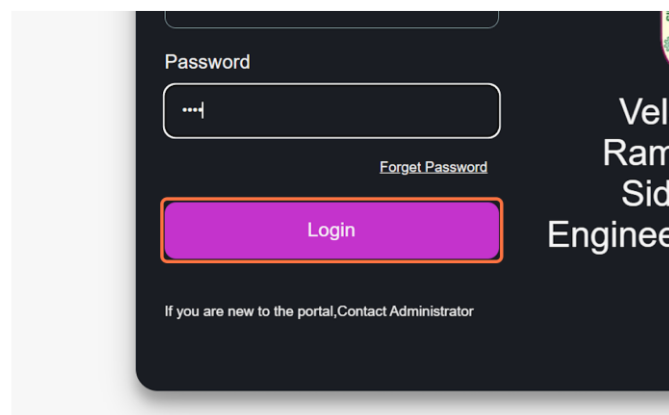 Password
••••
Forget Password
Login
If you are new to the portal,Contact Administrator
Vel
Ram
Sid
Enginee